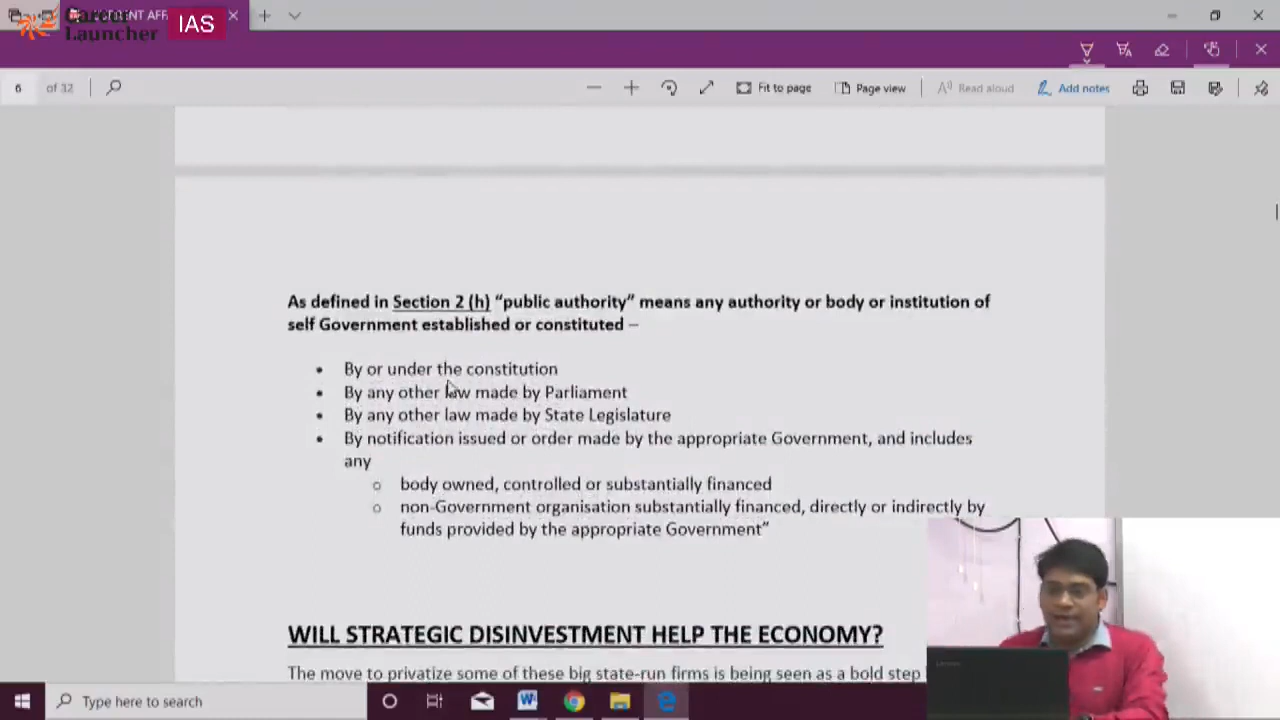 CURRENT AFF
Career
Launcher
IAS
6 of 32
Fit to page
Page view
Read aloud
Add notes
As defined in Section 2 (h) “public authority” means any authority or body or institution of
self Government established or constituted –
• By or under the constitution
• By any other law made by Parliament
• By any other law made by State Legislature
• By notification issued or order made by the appropriate Government, and includes
any
o body owned, controlled or substantially financed
o non-Government organisation substantially financed, directly or indirectly by
funds provided by the appropriate Government”
WILL STRATEGIC DISINVESTMENT HELP THE ECONOMY?
The move to privatize some of these big state-run firms is being seen as a bold step
Type here to search